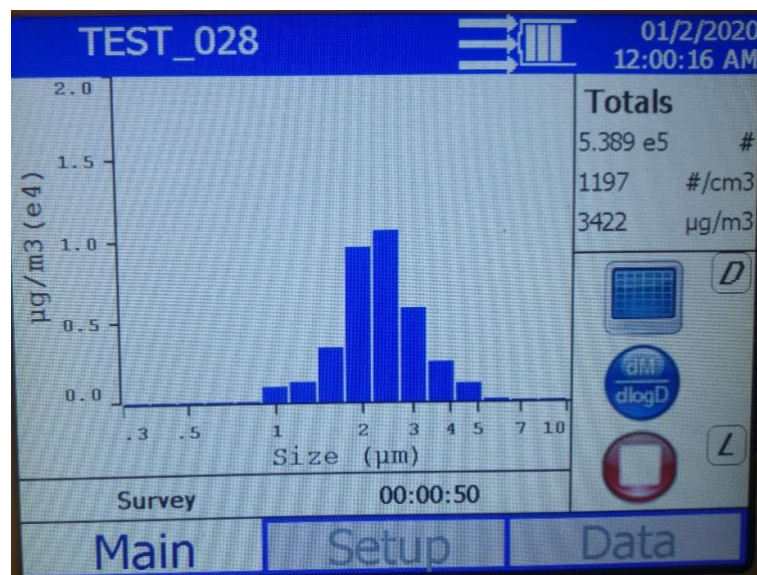 TEST_028
01/2/2020
12:00:16 AM
2.0
1.5
1.0
0.5
0.0
µg/m3(e4)
.3 .5 1 2 3 4 5 7 10
Size (µm)
Totals
5.389 e5 #
1197 #/cm3
3422 µg/m3
D
dM
dlogD
L
Survey 00:00:50
Main Setup Data